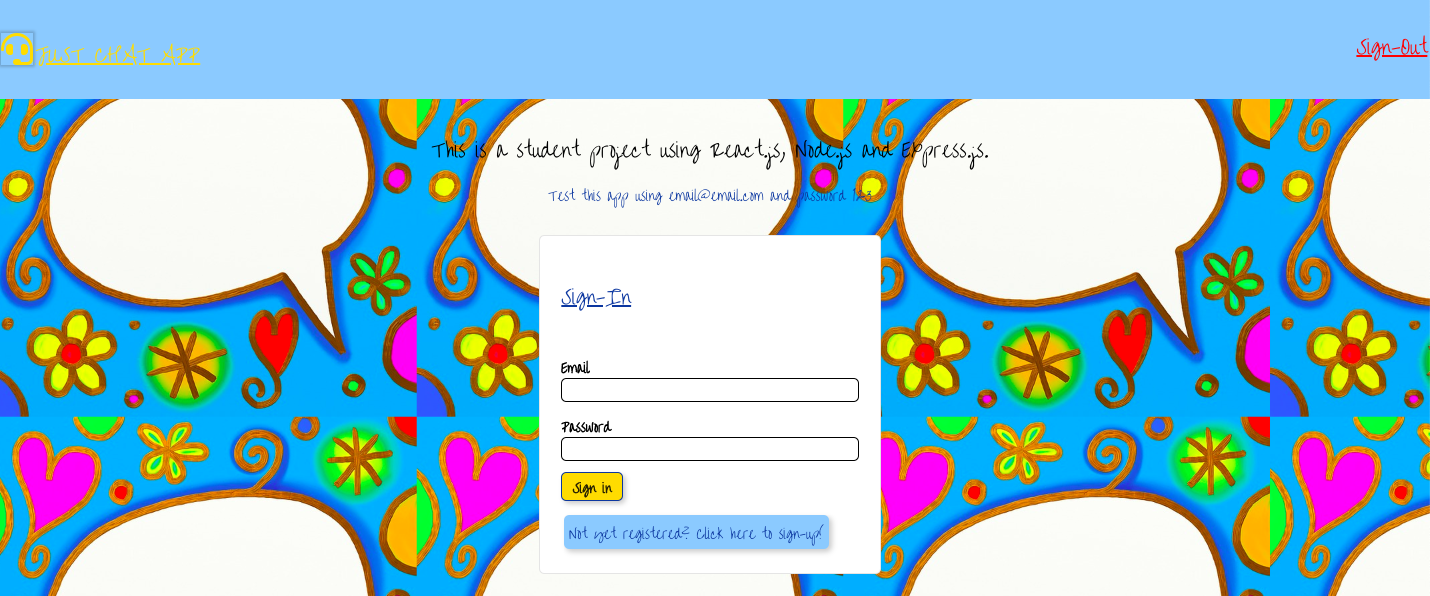 JUST CHAT APP
Sign-Out
This is a student project using React.js, Node.js and Express.js.
Test this app using email@email.com and password 123
Sign-In
Email
Password
Sign in
Not yet registered? Click here to sign-up!